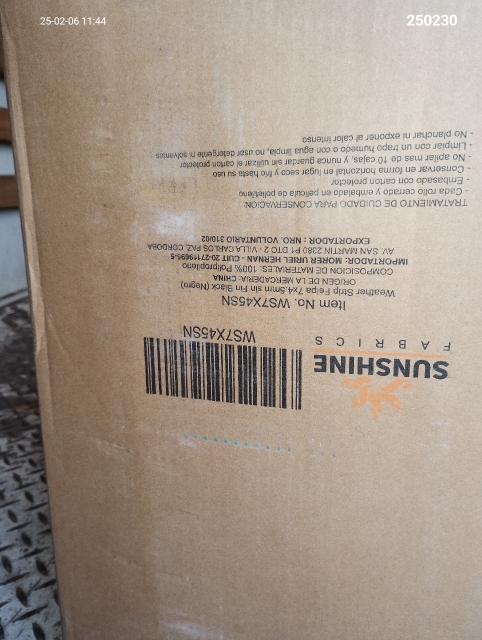 25-02-06 11:44
250230
SUNSHINE
FABRICS
WS7X45SN
Item No. WS7X45SN
Weather Strip Felpa 7x4.5mm Black Fin sin Fin (Negro)
ORIGEN DE LA MERCADERIA: CHINA
COMPOSICION DE MATERIALES: 100% Polipropileno
IMPORTADOR: MORER URIEL HERNAN - CUIT 20-27119695-5
AV. SAN MARTIN 2380 P1 DTO 2 - VILLA CARLOS PAZ, CORDOBA
EXPORTADOR : NRO. VOLUNTARIO 310/02
TRATAMIENTO DE CUIDADO PARA CONSERVACION:
- Cada rollo cerrado y embalado en pelicula de polietileno
- Embalado con carton protector
- Conservar en forma horizontal en lugar seco y frio hasta su uso
- No apilar mas de 10 cajas, y nunca guardar sin utilizar el carton protector
- Limpiar con un trapo humedo o con agua limpia, no usar detergente ni solventes
- No planchar ni exponer al calor intenso